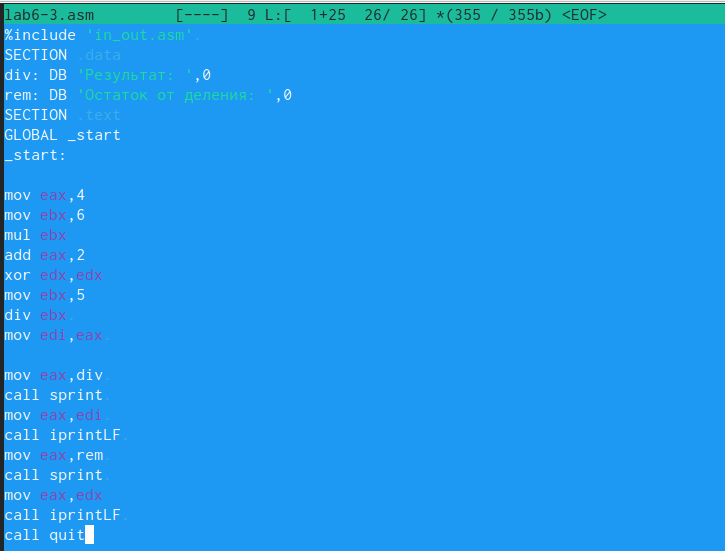 lab6-3.asm [----] 9 L:[ 1+25 26/ 26] *(355 / 355b) <EOF>
%include 'in_out.asm'
SECTION .data
div: DB 'Результат: ',0
rem: DB 'Остаток от деления: ',0
SECTION .text
GLOBAL _start
_start:
mov eax,4
mov ebx,6
mul ebx
add eax,2
xor edx,edx
mov ebx,5
div ebx
mov edi,eax
mov eax,div
call sprint
mov eax,edi
call iprintLF
mov eax,rem
call sprint
mov eax,edx
call iprintLF
call quit